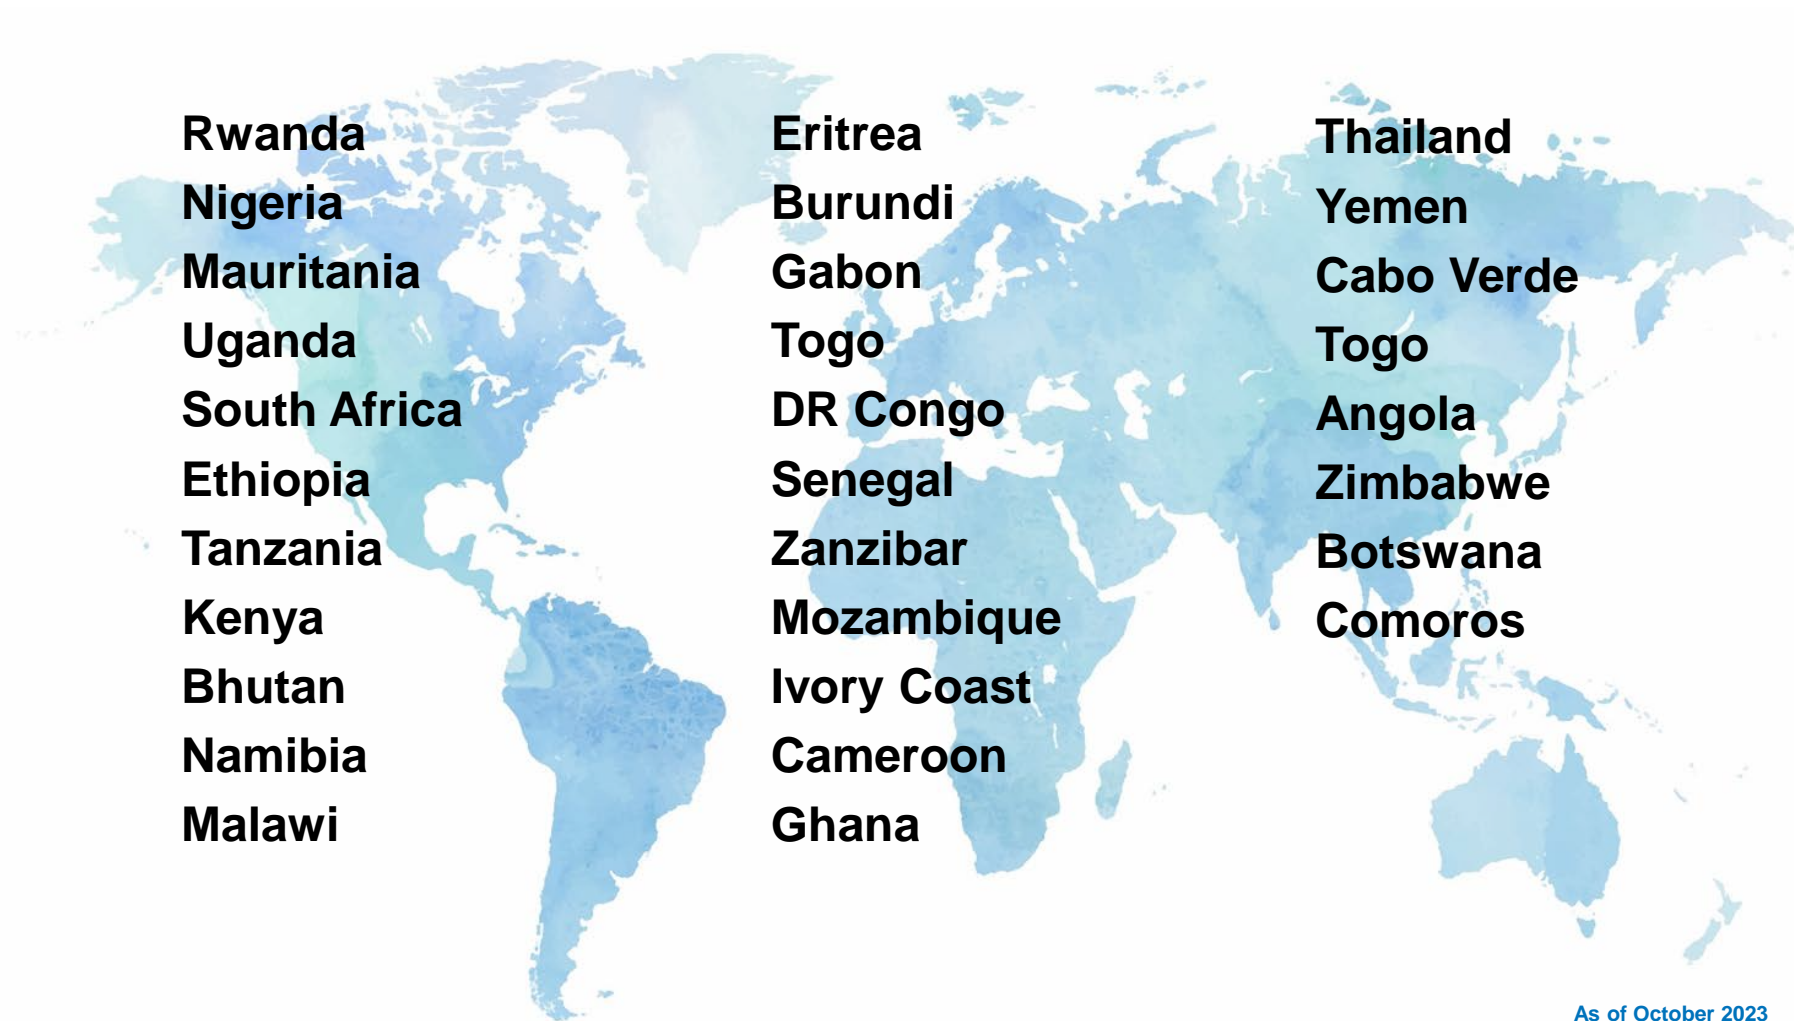 Rwanda
Nigeria
Mauritania
Uganda
South Africa
Ethiopia
Tanzania
Kenya
Bhutan
Namibia
Malawi
Eritrea
Burundi
Gabon
Togo
DR Congo
Senegal
Zanzibar
Mozambique
Ivory Coast
Cameroon
Ghana
Thailand
Yemen
Cabo Verde
Togo
Angola
Zimbabwe
Botswana
Comoros
As of October 2023